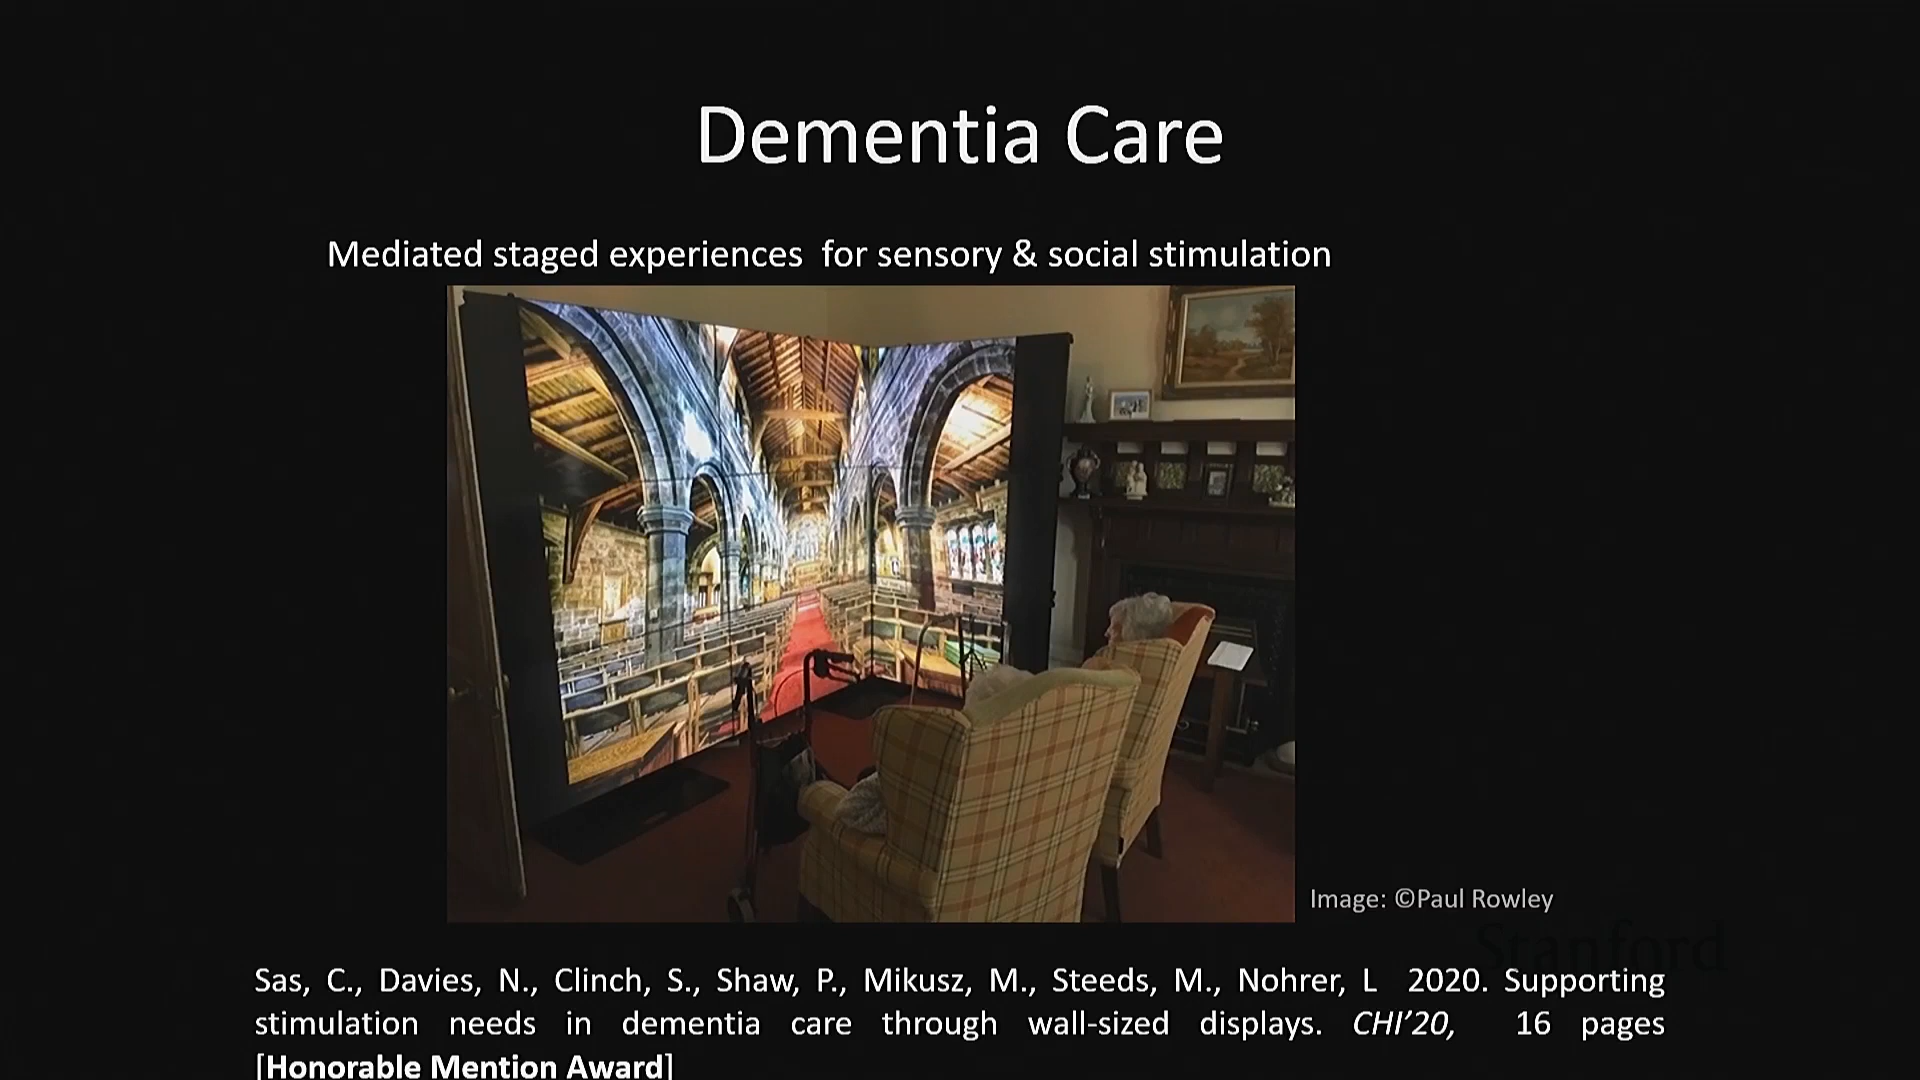 Dementia Care
Mediated staged experiences for sensory & social stimulation
Image: ©Paul Rowley
Stanford
Sas, C., Davies, N., Clinch, S., Shaw, P., Mikusz, M., Steeds, M., Nohrer, L 2020. Supporting
stimulation needs in dementia care through wall-sized displays. CHI’20, 16 pages
[Honorable Mention Award]